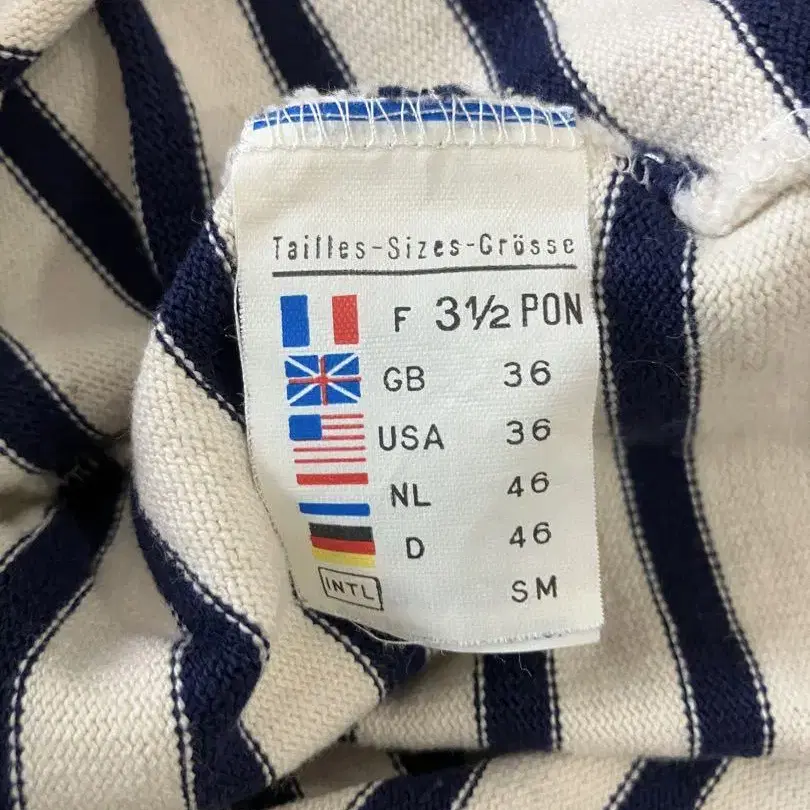 Tailles-Sizes-Grösse
F 3½ PON
GB 36
USA 36
NL 46
D 46
INTL SM